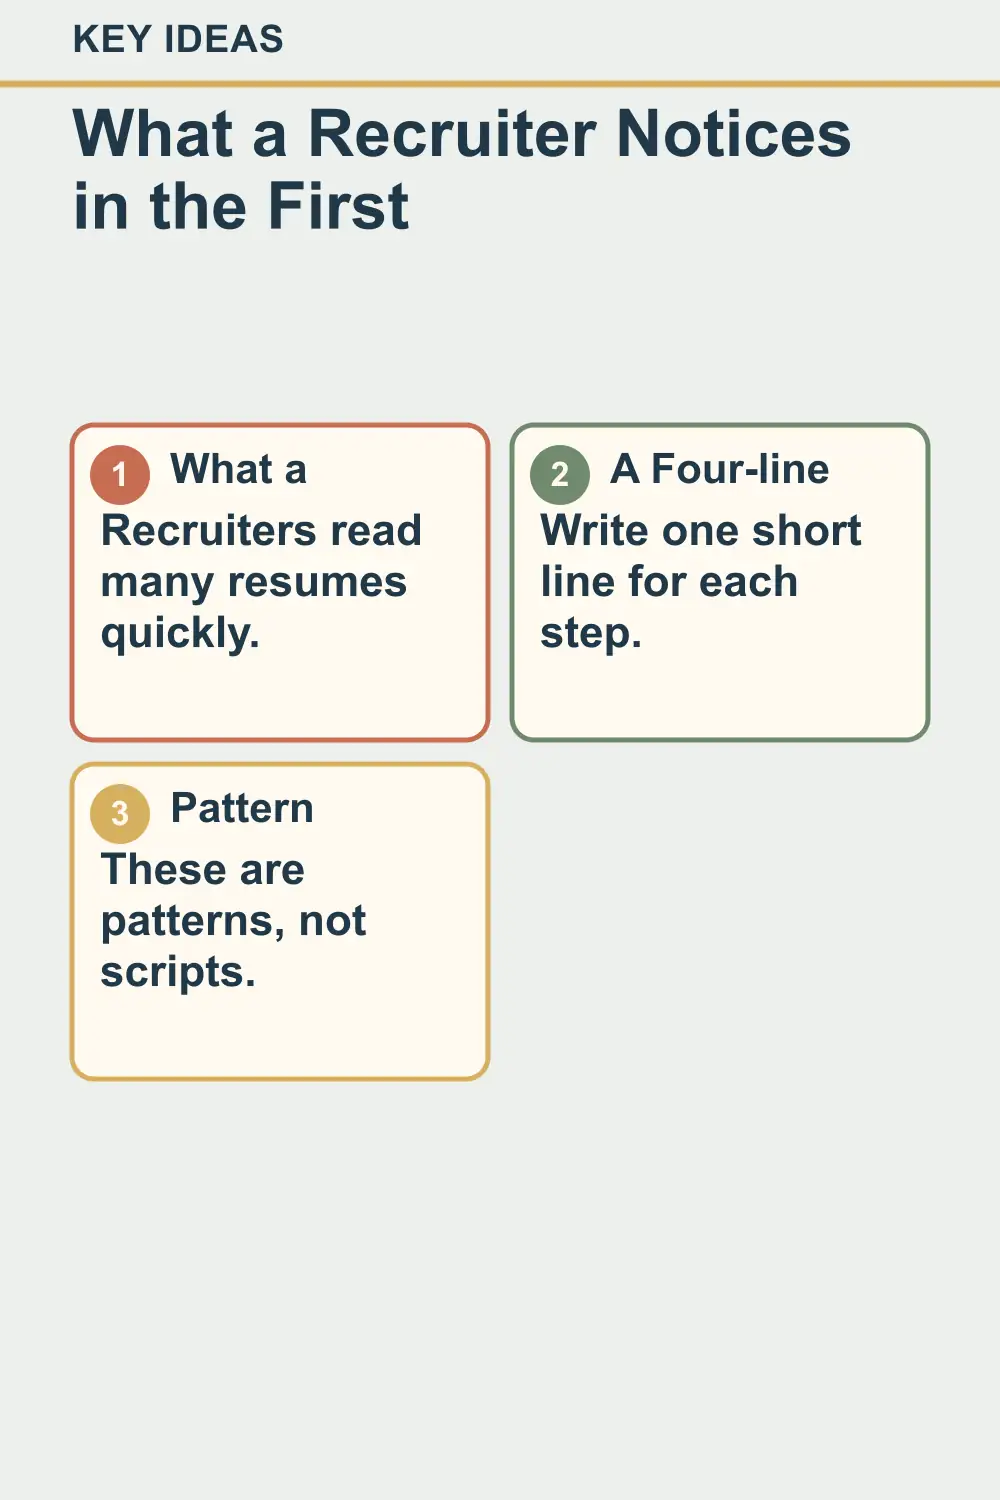 KEY IDEAS
What a Recruiter Notices
in the First
1 What a
Recruiters read
many resumes
quickly.
2 A Four-line
Write one short
line for each
step.
3 Pattern
These are
patterns, not
scripts.